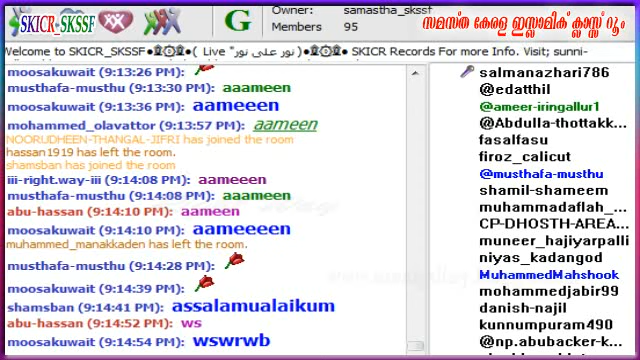 SKICR_SKSSF
G
Owner: samastha_skssf
Members 95
സമസ്ത കേരള ഇസ്ലാമിക് ക്ലാസ്സ് റൂം
Welcome to SKICR_SKSSF ●۩۞۩●( Live "نور على نور)●۩۞۩● SKICR Records For more Info. Visit; sunni-
moosakuwait (9:13:26 PM):
musthafa-musthu (9:13:30 PM): aaameen
moosakuwait (9:13:36 PM): aameeeen
mohammed_olavattor (9:13:57 PM): aameen
NOORUDHEEN-THANGAL-JIFRI has joined the room
hassan1919 has left the room.
shamsban has joined the room
iii-right.way-iii (9:14:08 PM): aameeen
musthafa-musthu (9:14:08 PM): aaameen
abu-hassan (9:14:10 PM): aameen
moosakuwait (9:14:10 PM): aameeeen
muhammed_manakkaden has left the room.
musthafa-musthu (9:14:28 PM):
moosakuwait (9:14:39 PM):
shamsban (9:14:41 PM): assalamualaikum
abu-hassan (9:14:52 PM): ws
moosakuwait (9:14:54 PM): wswrwb
salmanazhari786
@edatthil
@ameer-iringallur1
@Abdulla-thottakk...
fasalfasu
firoz_calicut
@musthafa-musthu
shamil-shameem
muhammadaflah_...
CP-DHOSTH-AREA...
muneer_hajiyarpalli
niyas_kadangod
MuhammedMahshook
mohammedjabir99
danish-najil
kunnumpuram490
@np.abubacker-k...